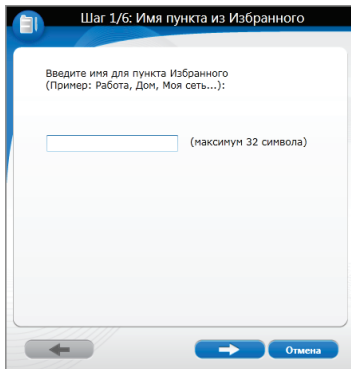 Шаг 1/6: Имя пункта из Избранного
Введите имя для пункта Избранного
(Пример: Работа, Дом, Моя сеть...):
(максимум 32 символа)
Отмена